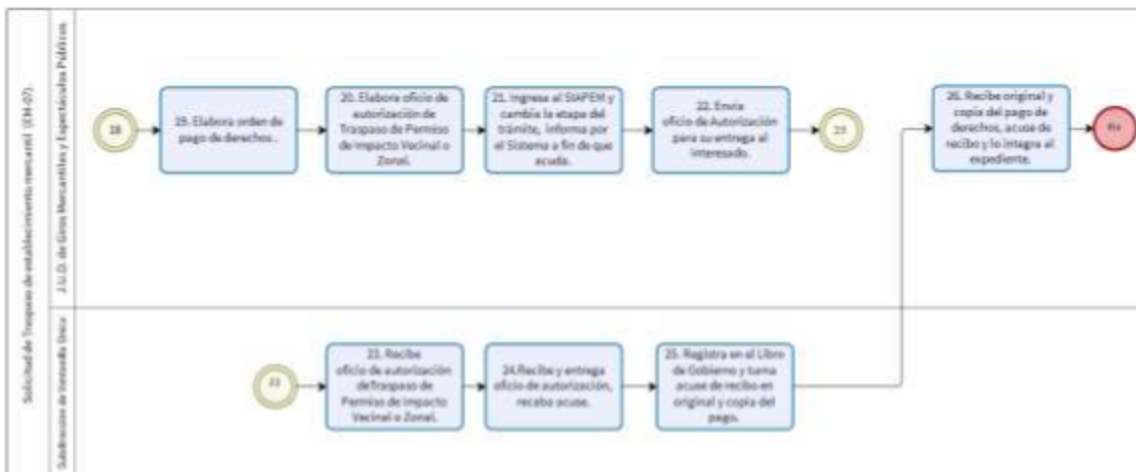 Solicitud de Traspaso de establecimiento mercantil (EM-07).
J.U.D. de Giros Mercantiles y Espectáculos Públicos
18
19. Elabora orden de
pago de derechos.
20. Elabora oficio de
autorización de
Traspaso de Permiso
de Impacto Vecinal o
Zonal.
21. Ingresa al SIAPEM y
cambia la etapa del
trámite, informa por
el Sistema a fin de que
acuda.
22. Envía
oficio de Autorización
para su entrega al
interesado.
23
26. Recibe original y
copia del pago de
derechos, acuse de
recibo y lo integra al
expediente.
Fin
Subdirección de Ventanilla Única
22
23. Recibe
oficio de autorización
deTraspaso de
Permiso de Impacto
Vecinal o Zonal.
24.Recibe y entrega
oficio de autorización,
recaba acuse.
25. Registra en el Libro
de Gobierno y turna
acuse de recibo en
original y copia del
pago.